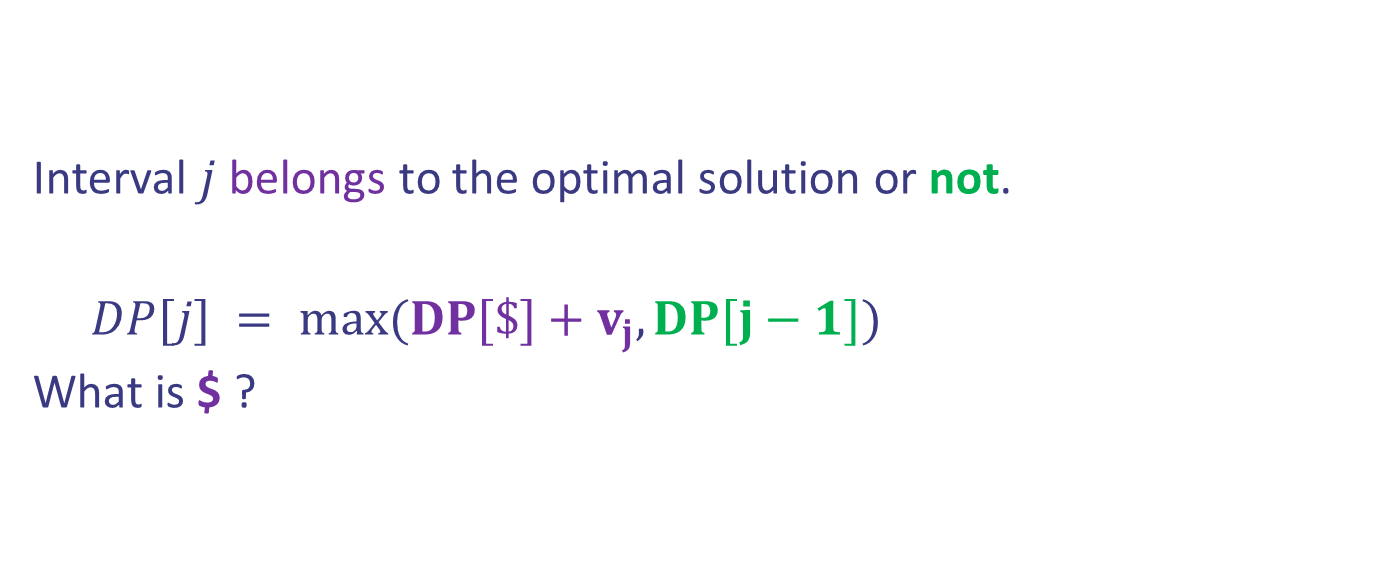 Interval j belongs to the optimal solution or not.
DP[j] = max(DP[$] + vⱼ, DP[j − 1])
What is $ ?